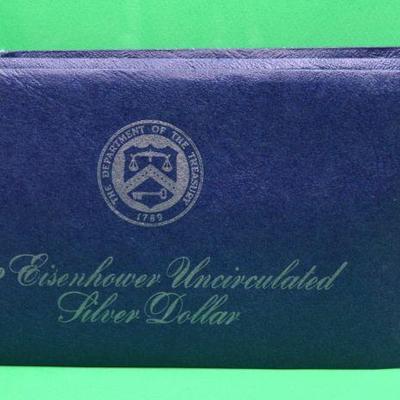 THE DEPARTMENT OF THE TREASURY
1789
Eisenhower Uncirculated
Silver Dollar